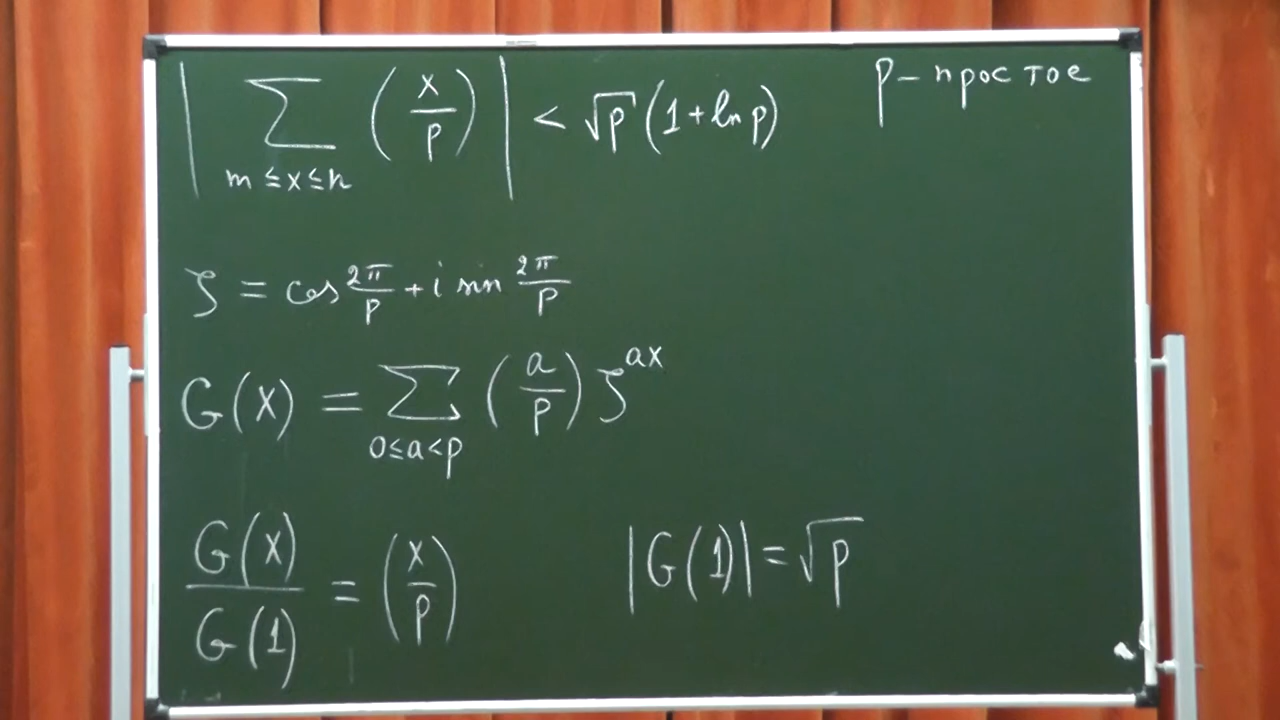 | ∑_{m ≤ x ≤ n} (x/p) | < √p (1 + ln p)   p – простое
ζ = cos 2π/p + i sin 2π/p
G(x) = ∑_{0≤a<p} (a/p) ζ^{ax}
G(x)/G(1) = (x/p)   |G(1)| = √p